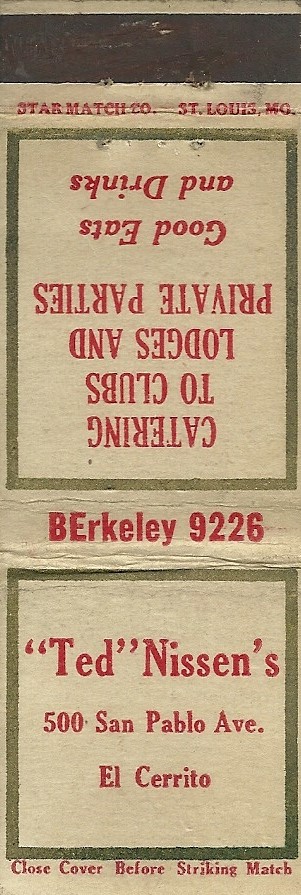 STAR MATCH CO. ST. LOUIS, MO.
CATERING
TO CLUBS
LODGES AND
PRIVATE PARTIES
Good Eats
and Drinks
BErkeley 9226
"Ted" Nissen's
500 San Pablo Ave.
El Cerrito
Close Cover Before Striking Match